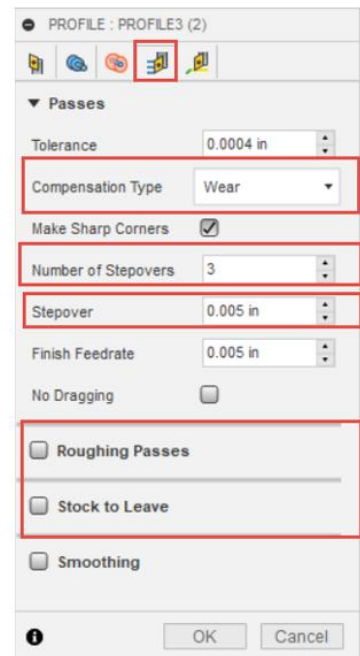 PROFILE : PROFILE3 (2)
Passes
Tolerance 0.0004 in
Compensation Type Wear
Make Sharp Corners
Number of Stepovers 3
Stepover 0.005 in
Finish Feedrate 0.005 in
No Dragging
Roughing Passes
Stock to Leave
Smoothing
OK Cancel